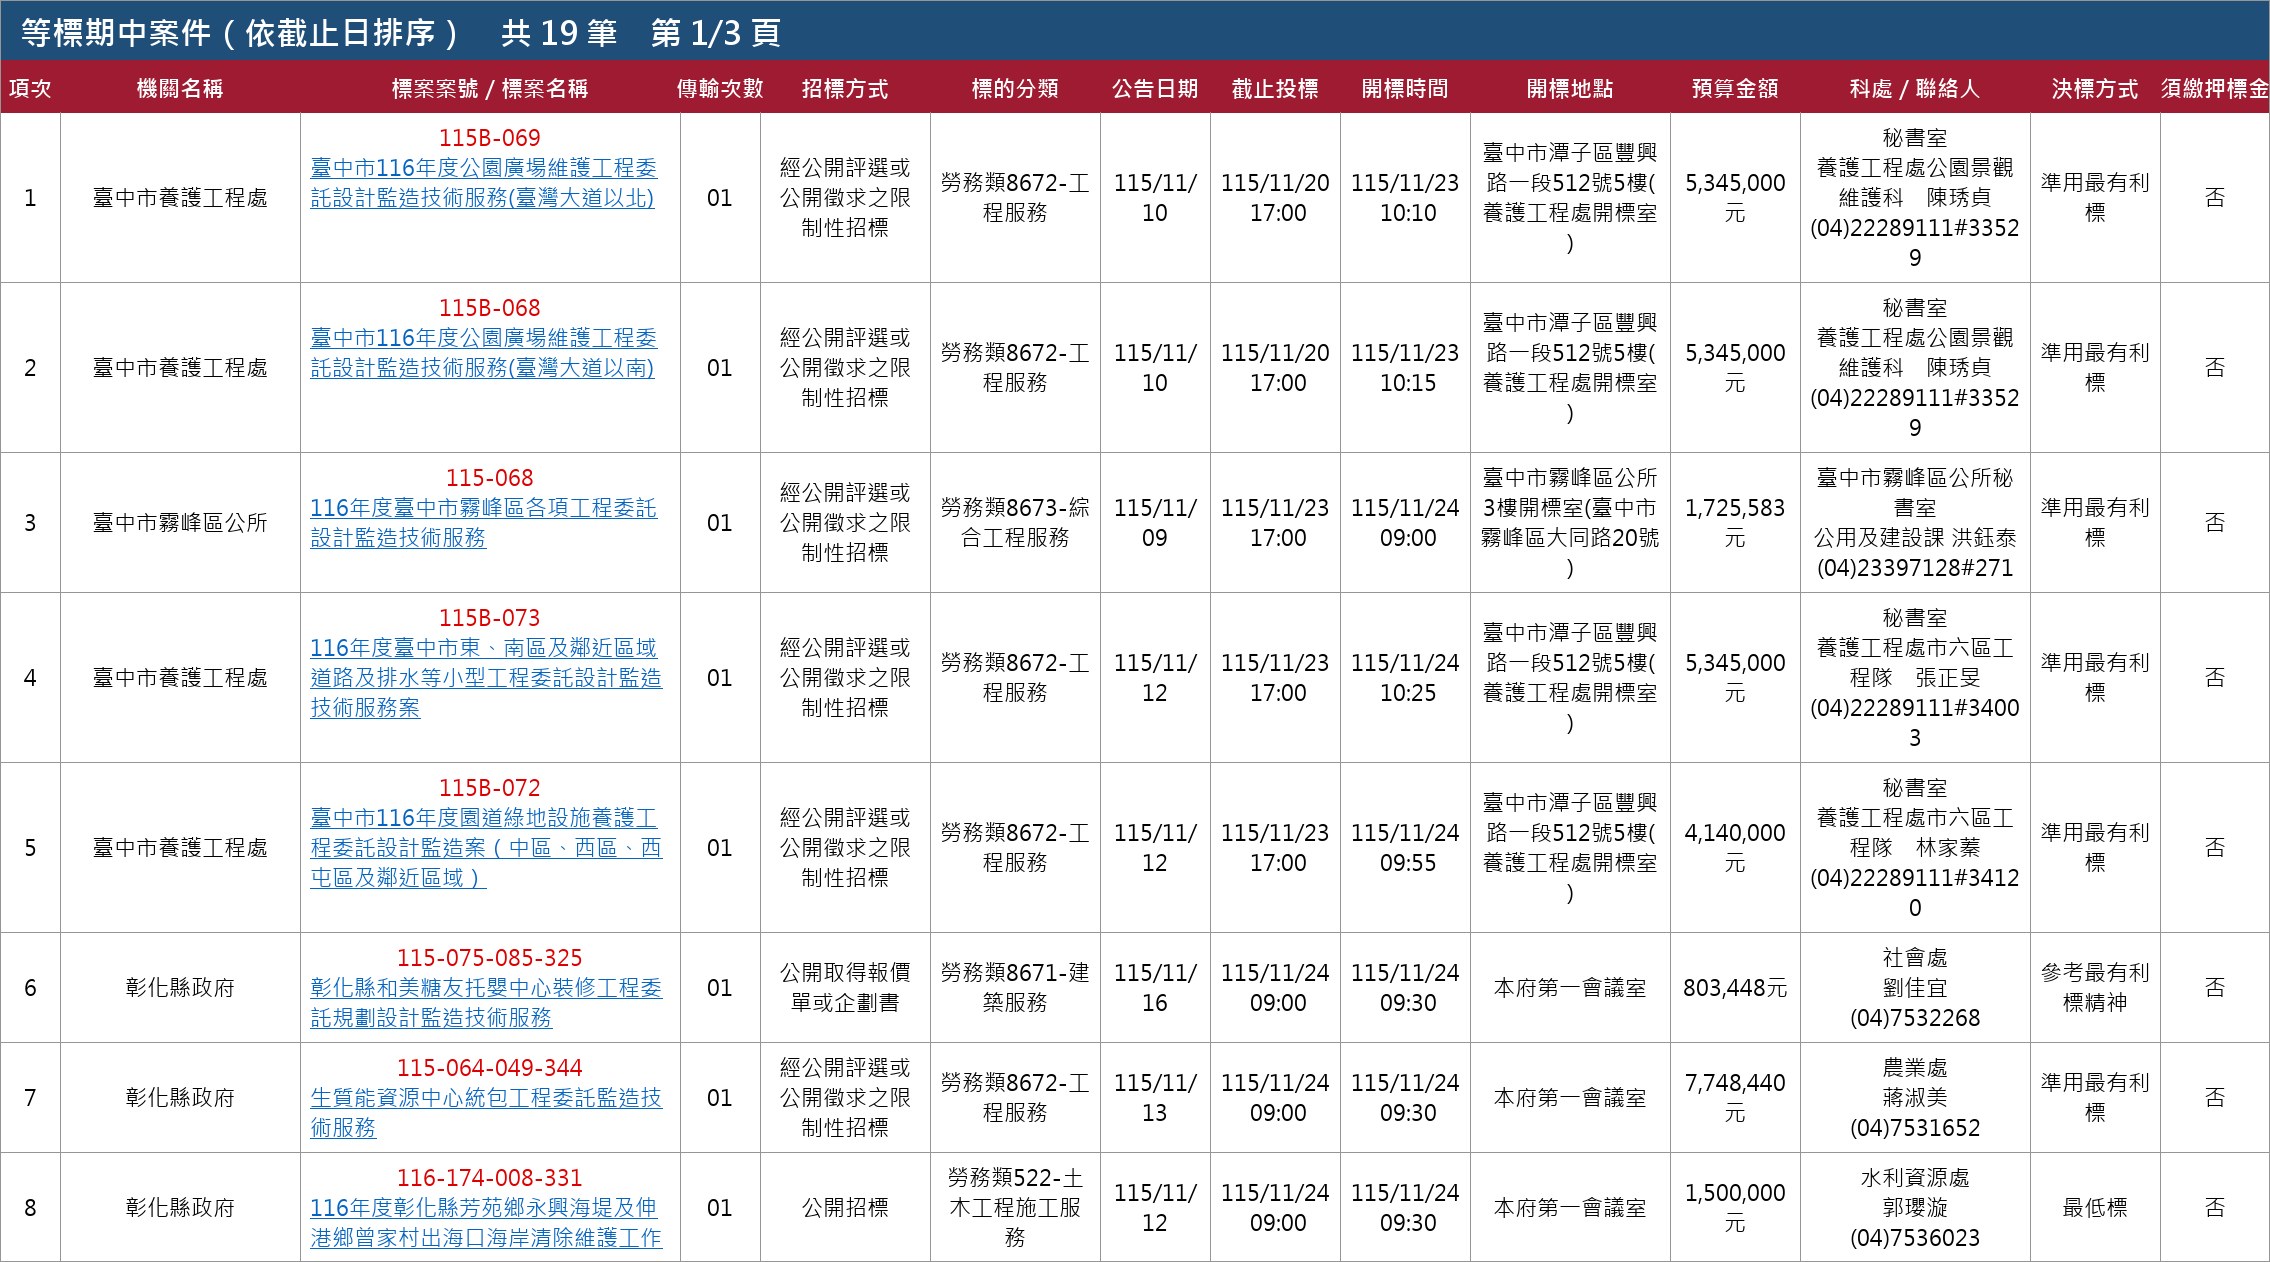 等標期中案件（依截止日排序）　共 19 筆　第 1/3 頁
項次 機關名稱 標案案號 / 標案名稱 傳輸次數 招標方式 標的分類 公告日期 截止投標 開標時間 開標地點 預算金額 科處 / 聯絡人 決標方式 須繳押標金
1
臺中市養護工程處
115B-069
臺中市116年度公園廣場維護工程委
託設計監造技術服務(臺灣大道以北)
01
經公開評選或
公開徵求之限
制性招標
勞務類8672-工
程服務
115/11/
10
115/11/20
17:00
115/11/23
10:10
臺中市潭子區豐興
路一段512號5樓(
養護工程處開標室
)
5,345,000
元
秘書室
養護工程處公園景觀
維護科　陳琇貞
(04)22289111#3352
9
準用最有利
標
否
2
臺中市養護工程處
115B-068
臺中市116年度公園廣場維護工程委
託設計監造技術服務(臺灣大道以南)
01
經公開評選或
公開徵求之限
制性招標
勞務類8672-工
程服務
115/11/
10
115/11/20
17:00
115/11/23
10:15
臺中市潭子區豐興
路一段512號5樓(
養護工程處開標室
)
5,345,000
元
秘書室
養護工程處公園景觀
維護科　陳琇貞
(04)22289111#3352
9
準用最有利
標
否
3
臺中市霧峰區公所
115-068
116年度臺中市霧峰區各項工程委託
設計監造技術服務
01
經公開評選或
公開徵求之限
制性招標
勞務類8673-綜
合工程服務
115/11/
09
115/11/23
17:00
115/11/24
09:00
臺中市霧峰區公所
3樓開標室(臺中市
霧峰區大同路20號
)
1,725,583
元
臺中市霧峰區公所秘
書室
公用及建設課 洪鈺泰
(04)23397128#271
準用最有利
標
否
4
臺中市養護工程處
115B-073
116年度臺中市東、南區及鄰近區域
道路及排水等小型工程委託設計監造
技術服務案
01
經公開評選或
公開徵求之限
制性招標
勞務類8672-工
程服務
115/11/
12
115/11/23
17:00
115/11/24
10:25
臺中市潭子區豐興
路一段512號5樓(
養護工程處開標室
)
5,345,000
元
秘書室
養護工程處市六區工
程隊　張正旻
(04)22289111#3400
3
準用最有利
標
否
5
臺中市養護工程處
115B-072
臺中市116年度園道綠地設施養護工
程委託設計監造案（中區、西區、西
屯區及鄰近區域）
01
經公開評選或
公開徵求之限
制性招標
勞務類8672-工
程服務
115/11/
12
115/11/23
17:00
115/11/24
09:55
臺中市潭子區豐興
路一段512號5樓(
養護工程處開標室
)
4,140,000
元
秘書室
養護工程處市六區工
程隊　林家蓁
(04)22289111#3412
0
準用最有利
標
否
6
彰化縣政府
115-075-085-325
彰化縣和美糖友托嬰中心裝修工程委
託規劃設計監造技術服務
01
公開取得報價
單或企劃書
勞務類8671-建
築服務
115/11/
16
115/11/24
09:00
115/11/24
09:30
本府第一會議室
803,448元
社會處
劉佳宜
(04)7532268
參考最有利
標精神
否
7
彰化縣政府
115-064-049-344
生質能資源中心統包工程委託監造技
術服務
01
經公開評選或
公開徵求之限
制性招標
勞務類8672-工
程服務
115/11/
13
115/11/24
09:00
115/11/24
09:30
本府第一會議室
7,748,440
元
農業處
蔣淑美
(04)7531652
準用最有利
標
否
8
彰化縣政府
116-174-008-331
116年度彰化縣芳苑鄉永興海堤及伸
港鄉曾家村出海口海岸清除維護工作
01
公開招標
勞務類522-土
木工程施工服
務
115/11/
12
115/11/24
09:00
115/11/24
09:30
本府第一會議室
1,500,000
元
水利資源處
郭瓔漩
(04)7536023
最低標
否